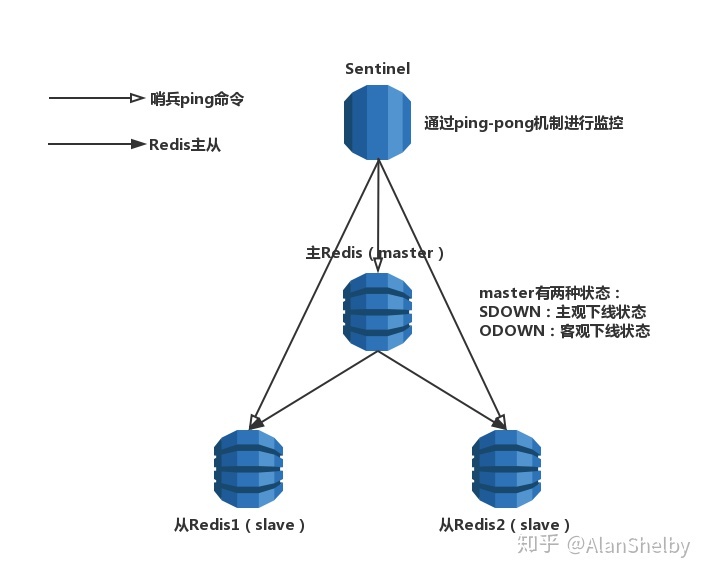 Sentinel
哨兵ping命令
通过ping-pong机制进行监控
Redis主从
主Redis（master）
master有两种状态：
SDOWN：主观下线状态
ODOWN：客观下线状态
从Redis1（slave）
从Redis2（slave）
知乎 @AlanShelby